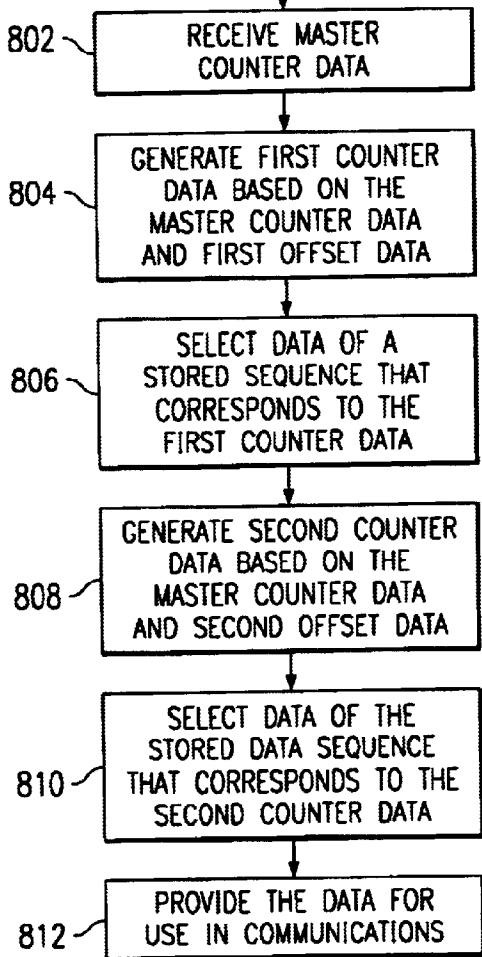 802
RECEIVE MASTER
COUNTER DATA
804
GENERATE FIRST COUNTER
DATA BASED ON THE
MASTER COUNTER DATA
AND FIRST OFFSET DATA
806
SELECT DATA OF A
STORED SEQUENCE THAT
CORRESPONDS TO THE
FIRST COUNTER DATA
808
GENERATE SECOND COUNTER
DATA BASED ON THE
MASTER COUNTER DATA
AND SECOND OFFSET DATA
810
SELECT DATA OF THE
STORED DATA SEQUENCE
THAT CORRESPONDS TO THE
SECOND COUNTER DATA
812
PROVIDE THE DATA FOR
USE IN COMMUNICATIONS